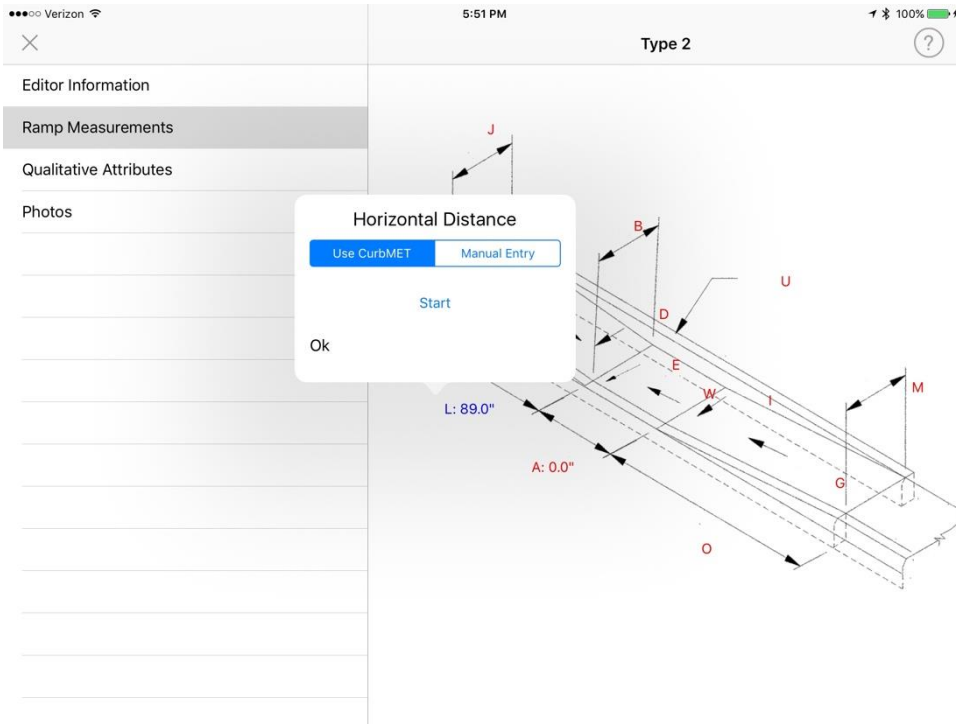 Verizon 5:51 PM 100%
Type 2 ?
Editor Information
Ramp Measurements
Qualitative Attributes
Photos
J
Horizontal Distance
Use CurbMET Manual Entry
Start
Ok
B
U
D
E
W
I
M
L: 89.0"
A: 0.0"
G
O